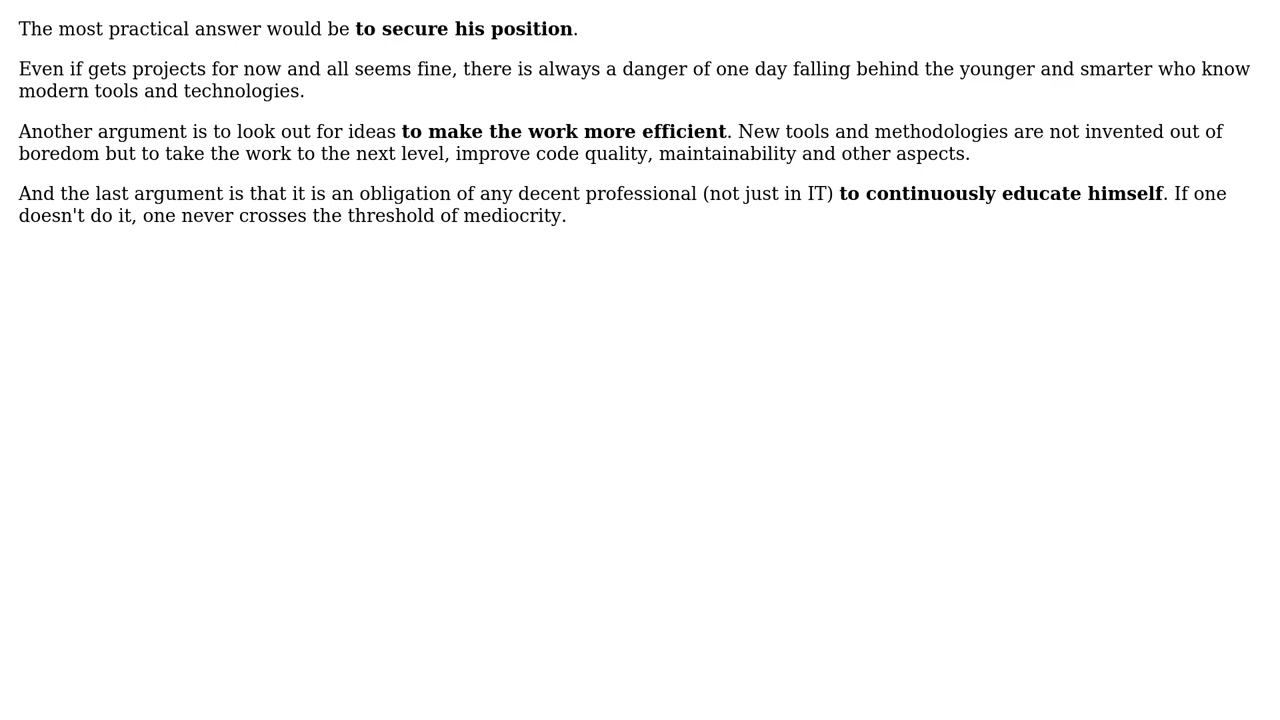 The most practical answer would be to secure his position.
Even if gets projects for now and all seems fine, there is always a danger of one day falling behind the younger and smarter who know
modern tools and technologies.
Another argument is to look out for ideas to make the work more efficient. New tools and methodologies are not invented out of
boredom but to take the work to the next level, improve code quality, maintainability and other aspects.
And the last argument is that it is an obligation of any decent professional (not just in IT) to continuously educate himself. If one
doesn't do it, one never crosses the threshold of mediocrity.